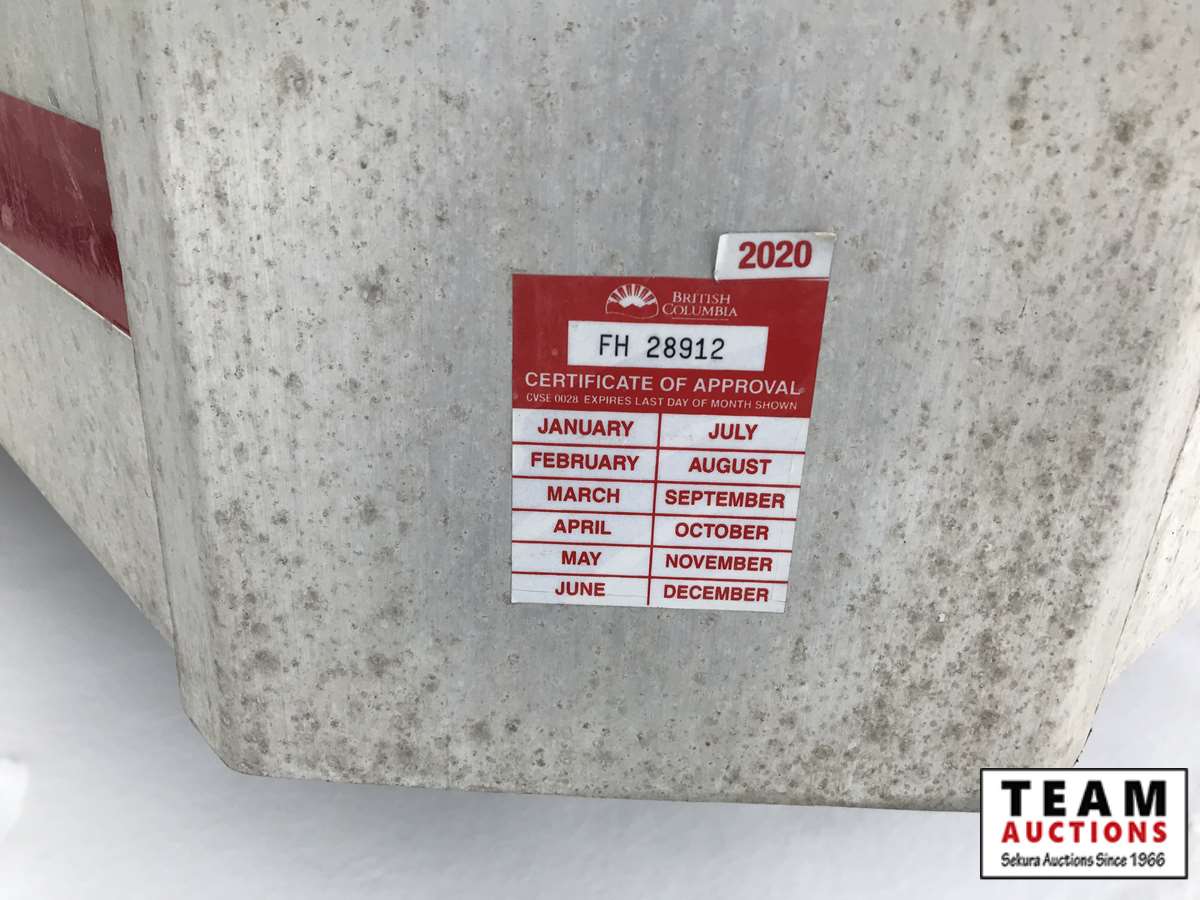 2020
BRITISH
COLUMBIA
FH 28912
CERTIFICATE OF APPROVAL
CVSE 0028 EXPIRES LAST DAY OF MONTH SHOWN
JANUARY JULY
FEBRUARY AUGUST
MARCH SEPTEMBER
APRIL OCTOBER
MAY NOVEMBER
JUNE DECEMBER
TEAM
AUCTIONS
Sekura Auctions Since 1966